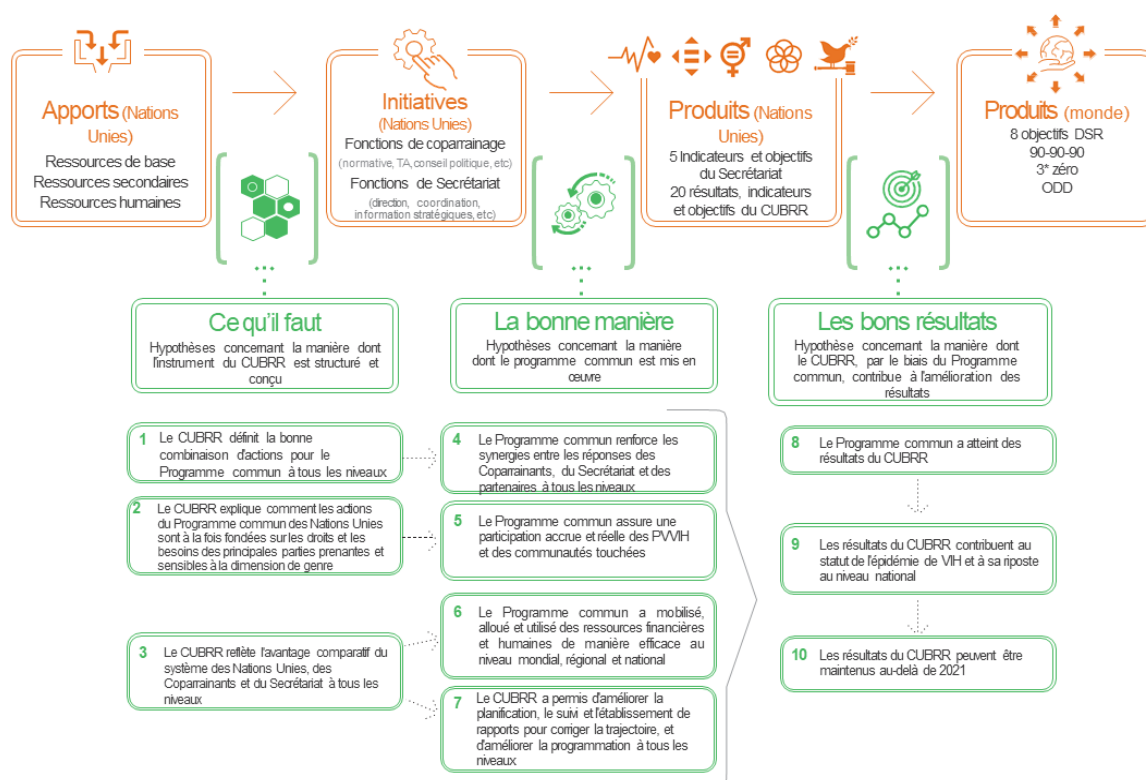 Apports (Nations
Unies)
Ressources de base
Ressources secondaires
Ressources humaines
Initiatives
(Nations Unies)
Fonctions de coparrainage
(normative, TA, conseil politique, etc)
Fonctions de Secrétariat
(direction, coordination,
information stratégiques, etc)
Produits (Nations
Unies)
5 Indicateurs et objectifs
du Secrétariat
20 résultats, indicateurs
et objectifs du CUBRR
Produits (monde)
8 objectifs DSR
90-90-90
3* zéro
ODD
Ce qu'il faut
Hypothèses concernant la manière dont
l'instrument du CUBRR est structuré et
conçu
La bonne manière
Hypothèses concernant la manière
dont le programme commun est mis en
œuvre
Les bons résultats
Hypothèse concernant la manière dont
le CUBRR, par le biais du Programme
commun, contribue à l'amélioration des
résultats
1 Le CUBRR définit la bonne
combinaison d'actions pour le
Programme commun à tous les niveaux
2 Le CUBRR explique comment les actions
du Programme commun des Nations Unies
sont à la fois fondées sur les droits et les
besoins des principales parties prenantes et
sensibles à la dimension de genre
3 Le CUBRR reflète l'avantage comparatif du
système des Nations Unies, des
Coparrainants et du Secrétariat à tous les
niveaux
4 Le Programme commun renforce les
synergies entre les réponses des
Coparrainants, du Secrétariat et des
partenaires à tous les niveaux
5 Le Programme commun assure une
participation accrue et réelle des PVVIH
et des communautés touchées
6 Le Programme commun a mobilisé,
alloué et utilisé des ressources financières
et humaines de manière efficace au
niveau mondial, régional et national
7 Le CUBRR a permis d'améliorer la
planification, le suivi et l'établissement de
rapports pour corriger la trajectoire, et
d'améliorer la programmation à tous les
niveaux
8 Le Programme commun a atteint des
résultats du CUBRR
9 Les résultats du CUBRR contribuent au
statut de l'épidémie de VIH et à sa riposte
au niveau national
10 Les résultats du CUBRR peuvent être
maintenus au-delà de 2021